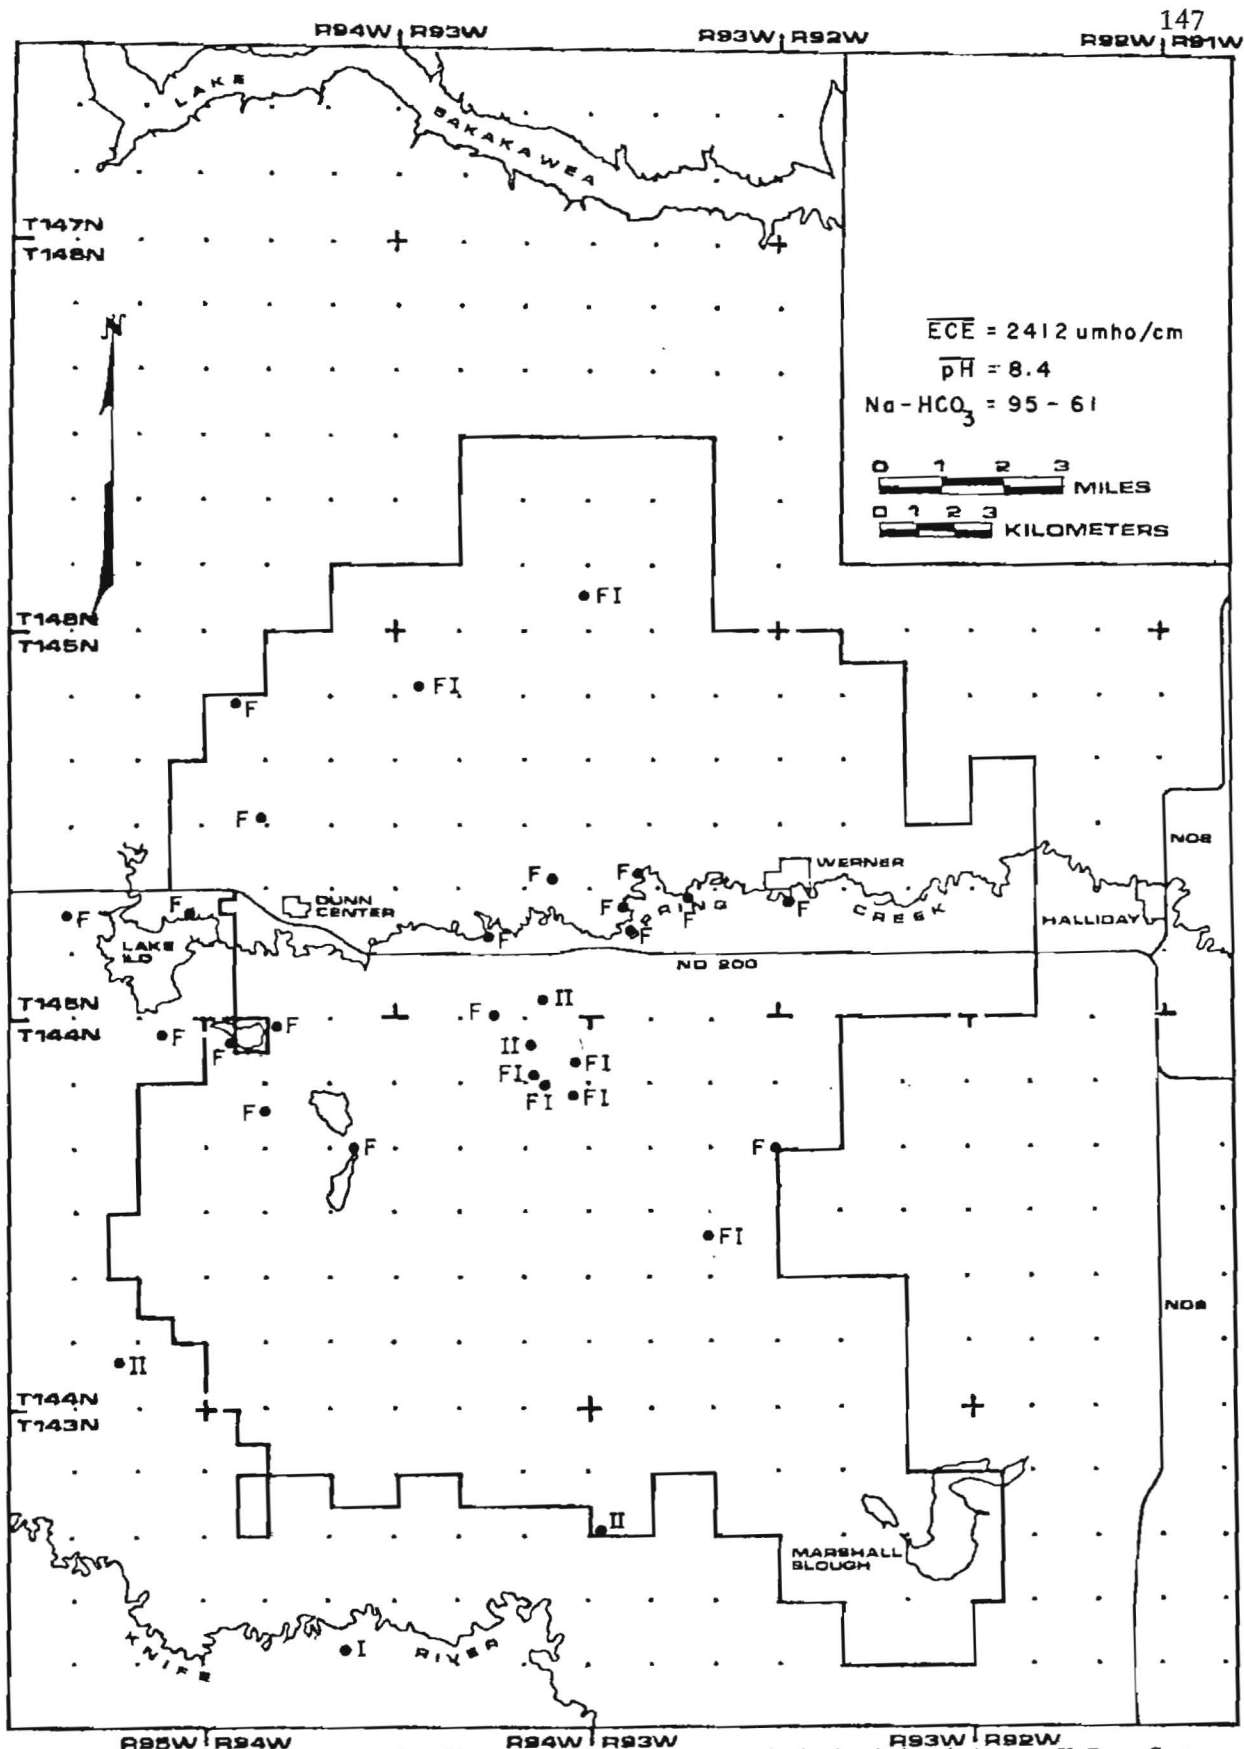 147
R94W R93W
R93W R92W
R92W R91W
LAKE
SAKAKAWEA
T147N
T146N
N
ECE = 2412 umho/cm
pH = 8.4
Na-HCO3 = 95-61
0 1 2 3
MILES
0 1 2 3
KILOMETERS
FI
T146N
T145N
FI
F
F
ND8
WERNER
F
F
DUNN
CENTER
F
F
F
SPRING
F
CREEK
HALLIDAY
F
F
LAKE
ILO
ND 200
T145N
T144N
II
F
F
F
F
II
FI
FI
FI
FI
F
F
F
FI
ND8
II
T144N
T143N
II
MARSHALL
SLOUGH
KNIFE
I
RIVER
R95W R94W
R94W R93W
R93W R92W